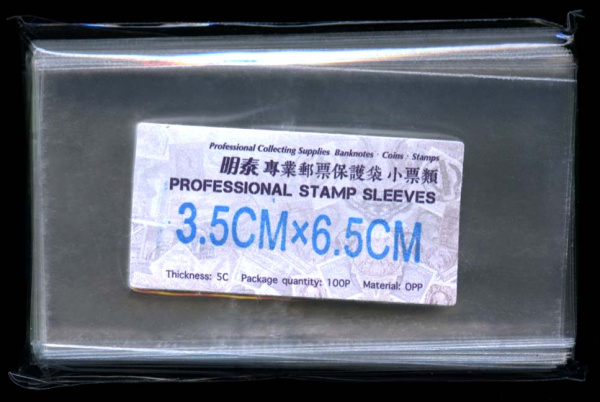 Professional Collecting Supplies Banknotes · Coins · Stamps
明泰 專業郵票保護袋 小票類
PROFESSIONAL STAMP SLEEVES
3.5CM×6.5CM
Thickness: 5C Package quantity: 100P Material: OPP